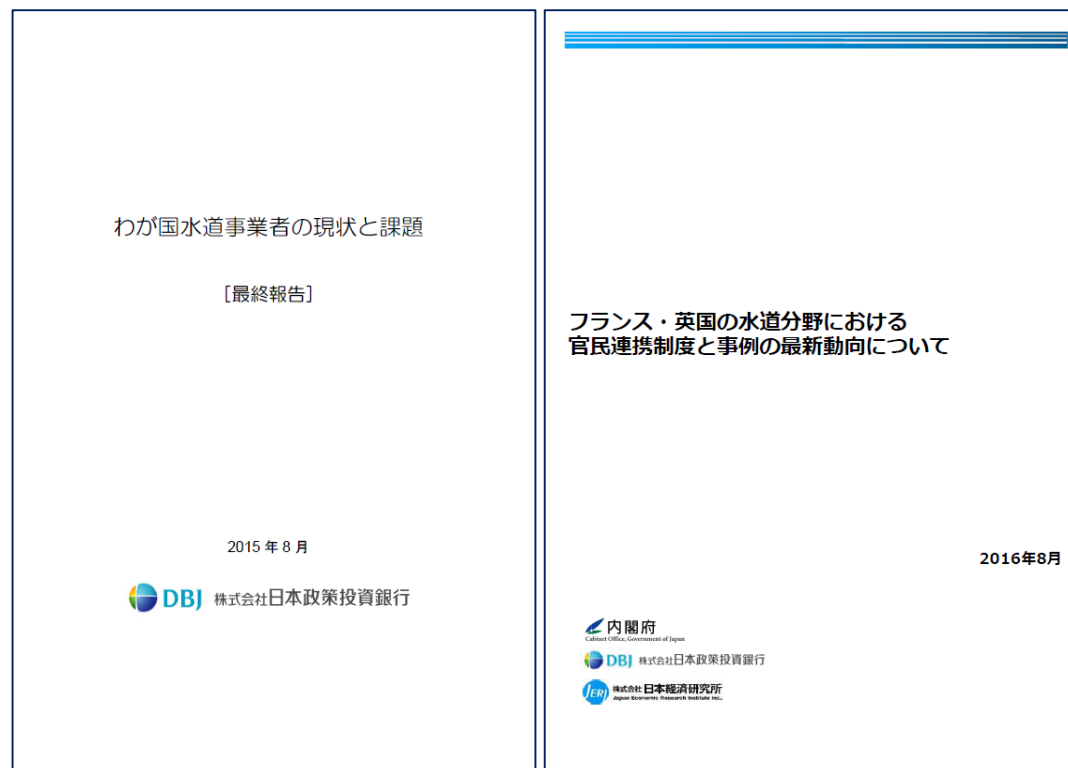 わが国水道事業者の現状と課題
[最終報告]
2015 年 8 月
DBJ 株式会社日本政策投資銀行
フランス・英国の水道分野における
官民連携制度と事例の最新動向について
2016年8月
内閣府
Cabinet Office, Government of Japan
DBJ 株式会社日本政策投資銀行
JERI 株式会社 日本経済研究所
Japan Economic Research Institute Inc.